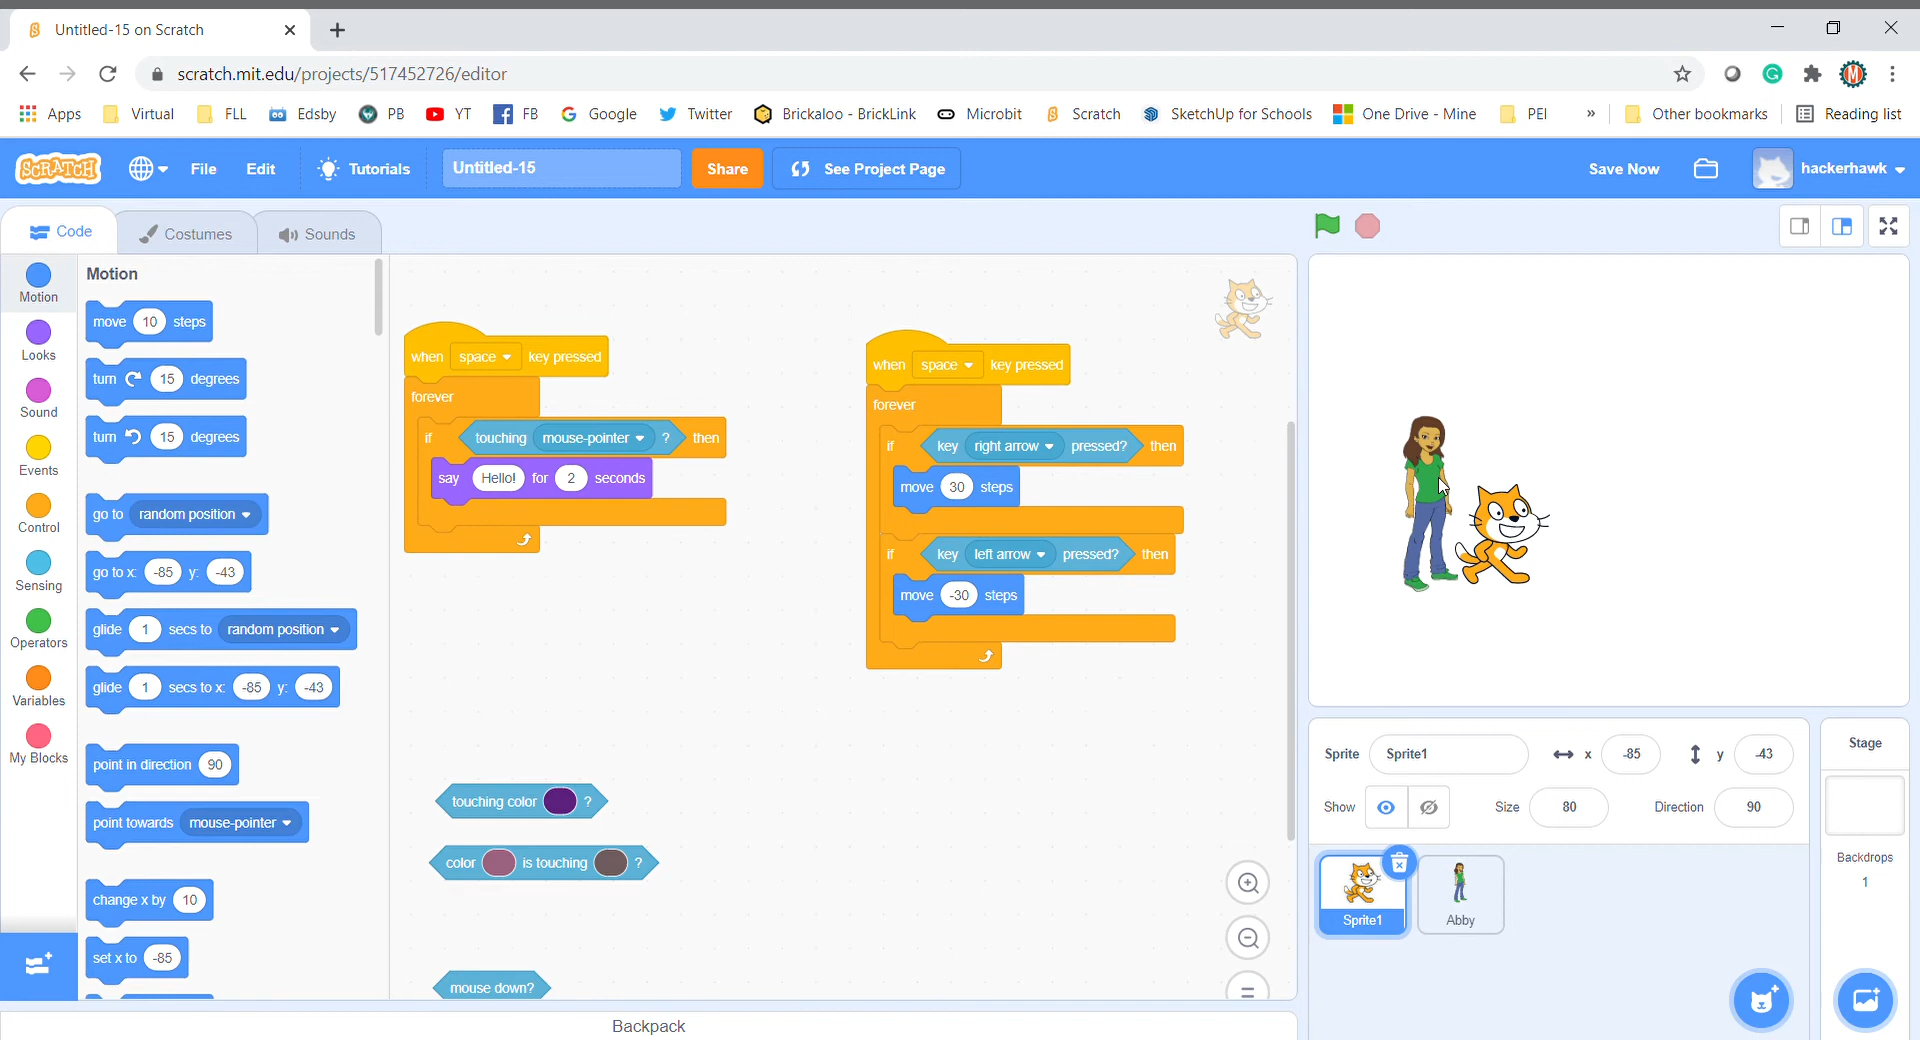 Untitled-15 on Scratch
scratch.mit.edu/projects/517452726/editor
M
Apps Virtual FLL Edsby PB YT FB Google Twitter Brickaloo - BrickLink Microbit Scratch SketchUp for Schools One Drive - Mine PEI » Other bookmarks Reading list
SCRATCH File Edit Tutorials Untitled-15 Share See Project Page Save Now hackerhawk
Code Costumes Sounds
Motion
Looks
Sound
Events
Control
Sensing
Operators
Variables
My Blocks
Motion
move 10 steps
turn 15 degrees
turn 15 degrees
go to random position
go to x: -85 y: -43
glide 1 secs to random position
glide 1 secs to x: -85 y: -43
point in direction 90
point towards mouse-pointer
change x by 10
set x to -85
when space key pressed
forever
if touching mouse-pointer ? then
say Hello! for 2 seconds
when space key pressed
forever
if key right arrow pressed? then
move 30 steps
if key left arrow pressed? then
move -30 steps
touching color ?
color is touching ?
mouse down?
Sprite Sprite1 x -85 y -43
Show Size 80 Direction 90
Sprite1
Abby
Stage
Backdrops
1
Backpack